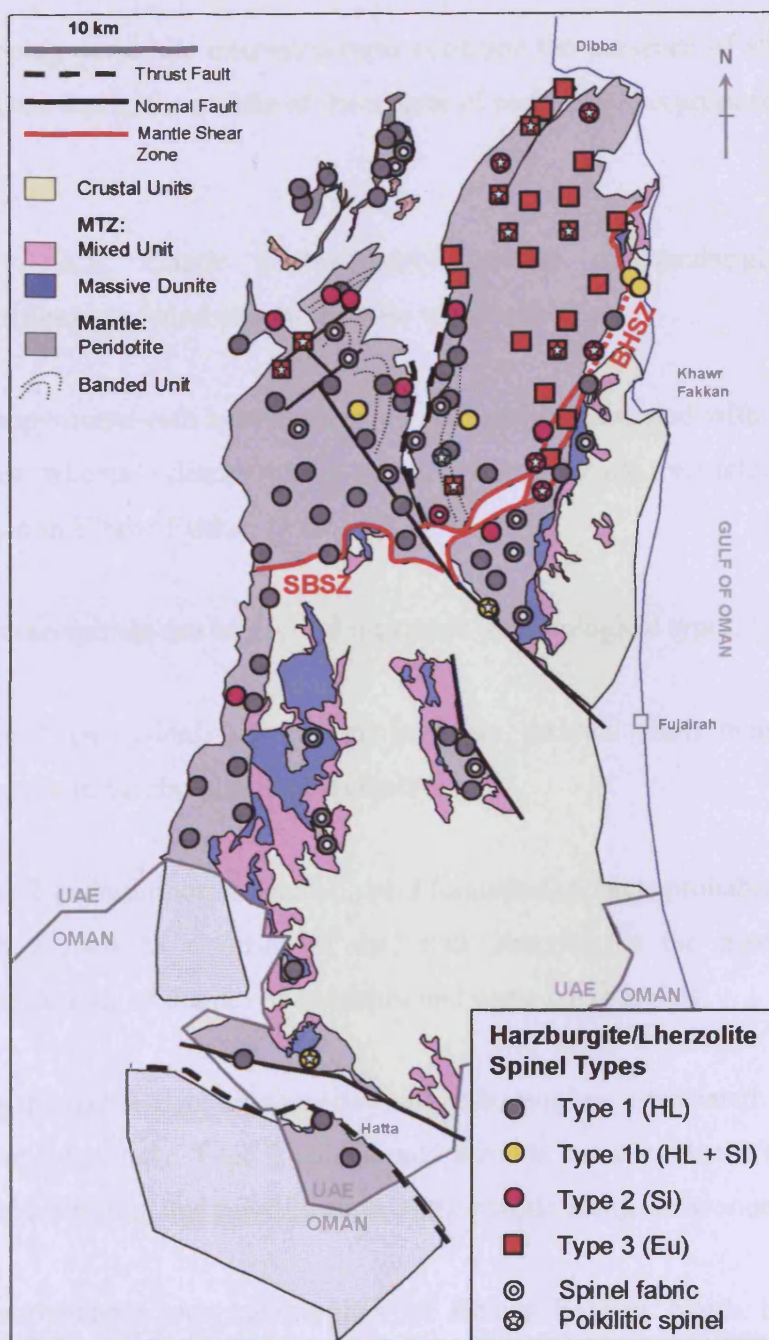 10 km
Thrust Fault
Normal Fault
Mantle Shear
Zone
Crustal Units
MTZ:
Mixed Unit
Massive Dunite
Mantle:
Peridotite
Banded Unit
Dibba
N
BHSZ
Khawr
Fakkan
GULF OF OMAN
SBSZ
Fujairah
UAE
OMAN
UAE
OMAN
Hatta
UAE
OMAN
Harzburgite/Lherzolite
Spinel Types
Type 1 (HL)
Type 1b (HL + SI)
Type 2 (SI)
Type 3 (Eu)
Spinel fabric
Poikilitic spinel